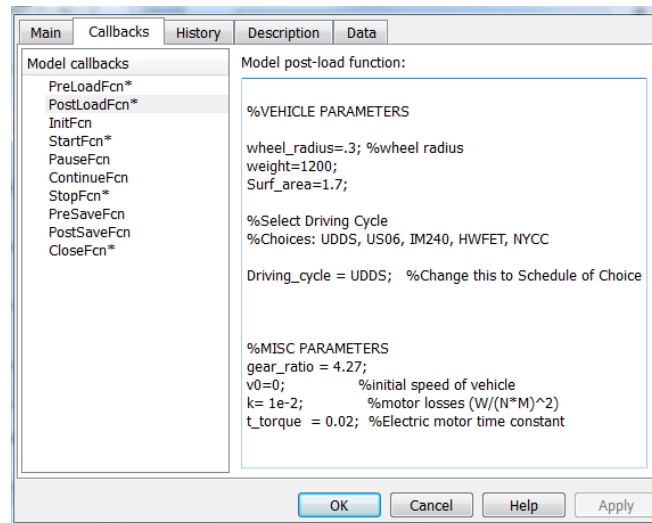 Main Callbacks History Description Data
Model callbacks
PreLoadFcn*
PostLoadFcn*
InitFcn
StartFcn*
PauseFcn
ContinueFcn
StopFcn*
PreSaveFcn
PostSaveFcn
CloseFcn*
Model post-load function:
%VEHICLE PARAMETERS
wheel_radius=.3; %wheel radius
weight=1200;
Surf_area=1.7;
%Select Driving Cycle
%Choices: UDDS, US06, IM240, HWFET, NYCC
Driving_cycle = UDDS; %Change this to Schedule of Choice
%MISC PARAMETERS
gear_ratio = 4.27;
v0=0; %initial speed of vehicle
k= 1e-2; %motor losses (W/(N*M)^2)
t_torque = 0.02; %Electric motor time constant
OK Cancel Help Apply